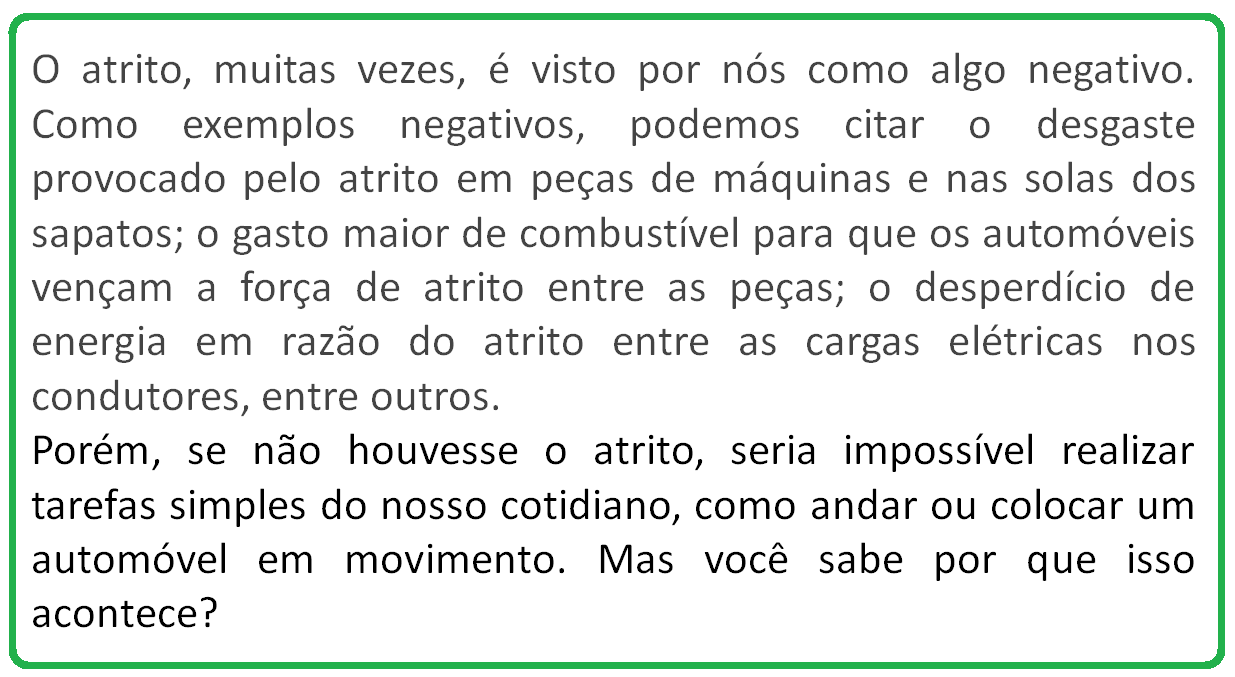 O atrito, muitas vezes, é visto por nós como algo negativo.
Como exemplos negativos, podemos citar o desgaste
provocado pelo atrito em peças de máquinas e nas solas dos
sapatos; o gasto maior de combustível para que os automóveis
vençam a força de atrito entre as peças; o desperdício de
energia em razão do atrito entre as cargas elétricas nos
condutores, entre outros.
Porém, se não houvesse o atrito, seria impossível realizar
tarefas simples do nosso cotidiano, como andar ou colocar um
automóvel em movimento. Mas você sabe por que isso
acontece?